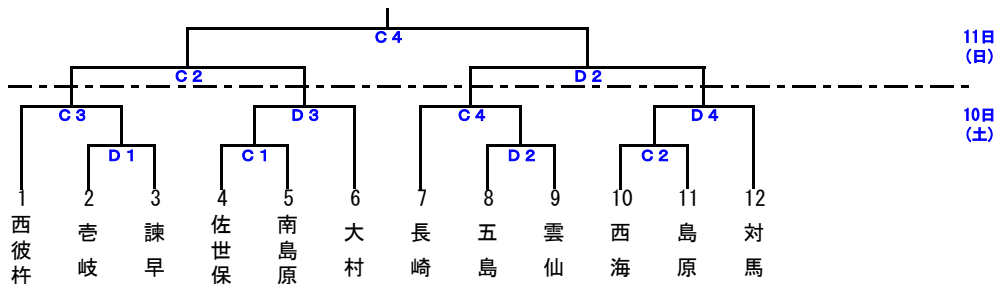 C4
11日
(日)
C2
D2
C3
D3
C4
D4
10日
(土)
D1
C1
D2
C2
1 2 3 4 5 6 7 8 9 10 11 12
西彼杵
壱岐
諫早
佐世保
南島原
大村
長崎
五島
雲仙
西海
島原
対馬